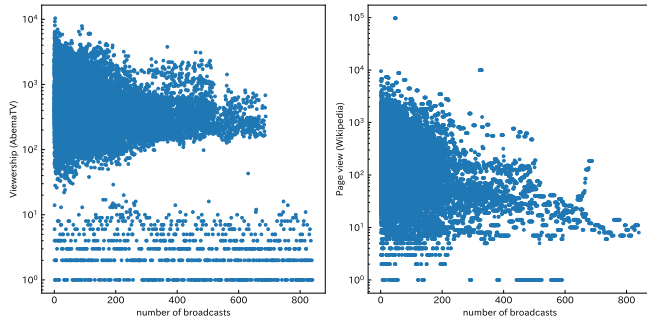 10⁴
10³
10²
10¹
10⁰
Viewership (AbemaTV)
0 200 400 600 800
number of broadcasts
10⁵
10⁴
10³
10²
10¹
10⁰
Page view (Wikipedia)
0 200 400 600 800
number of broadcasts